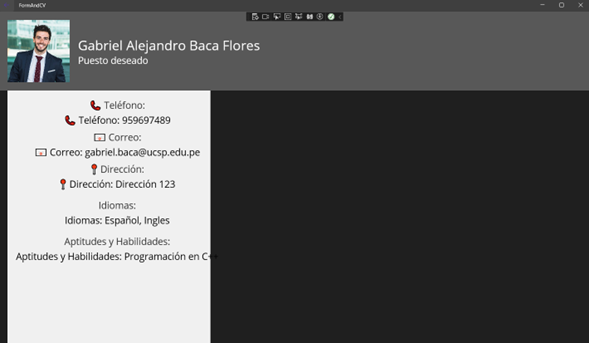 FormAndCV
Gabriel Alejandro Baca Flores
Puesto deseado
📞 Teléfono:
📞 Teléfono: 959697489
✉ Correo:
✉ Correo: gabriel.baca@ucsp.edu.pe
📍 Dirección:
📍 Dirección: Dirección 123
Idiomas:
Idiomas: Español, Ingles
Aptitudes y Habilidades:
Aptitudes y Habilidades: Programación en C++